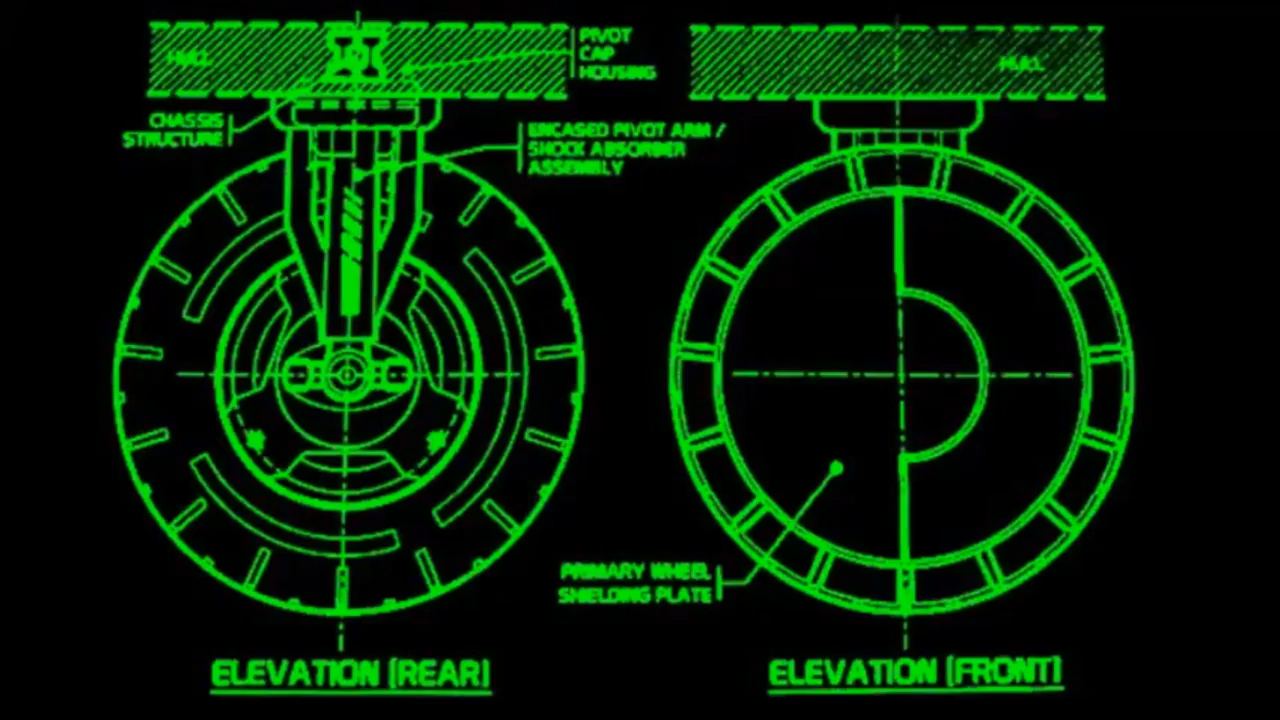 HULL
PIVOT
CAP
HOUSING
CHASSIS
STRUCTURE
ENCASED PIVOT ARM /
SHOCK ABSORBER
ASSEMBLY
HULL
PRIMARY WHEEL
SHIELDING PLATE
ELEVATION [REAR]
ELEVATION [FRONT]